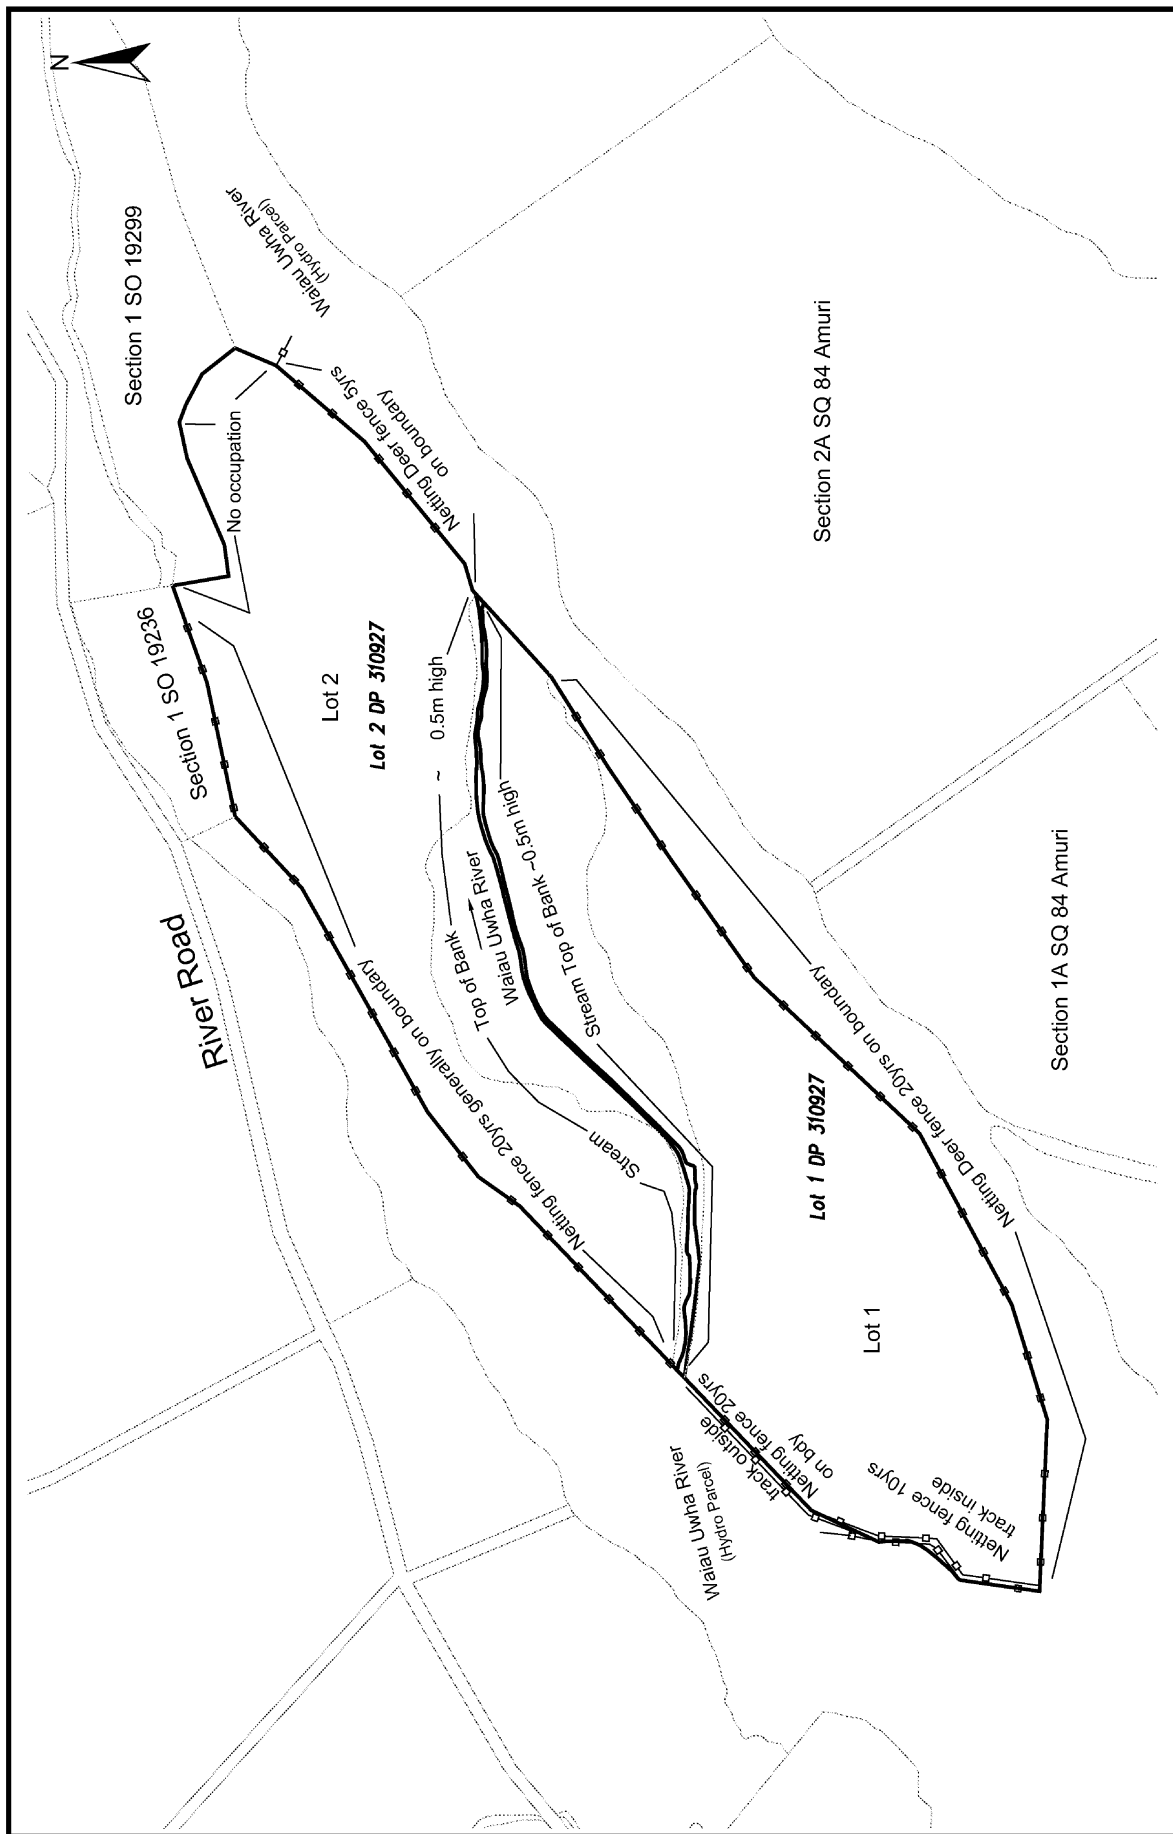 N
Section 1 SO 19299
Waiau Uwha River
(Hydro Parcel)
No occupation
Netting Deer fence 5yrs
on boundary
Section 2A SQ 84 Amuri
Section 1 SO 19236
Lot 2
Lot 2 DP 310927
Top of Bank ~ 0.5m high
Waiau Uwha River
Stream Top of Bank ~0.5m high
River Road
Netting fence 20yrs generally on boundary
Stream
Section 1A SQ 84 Amuri
Netting Deer fence 20yrs on boundary
Lot 1 DP 310927
Lot 1
Netting fence 20yrs
on bdy
track outside
Waiau Uwha River
(Hydro Parcel)
Netting fence 10yrs
track inside